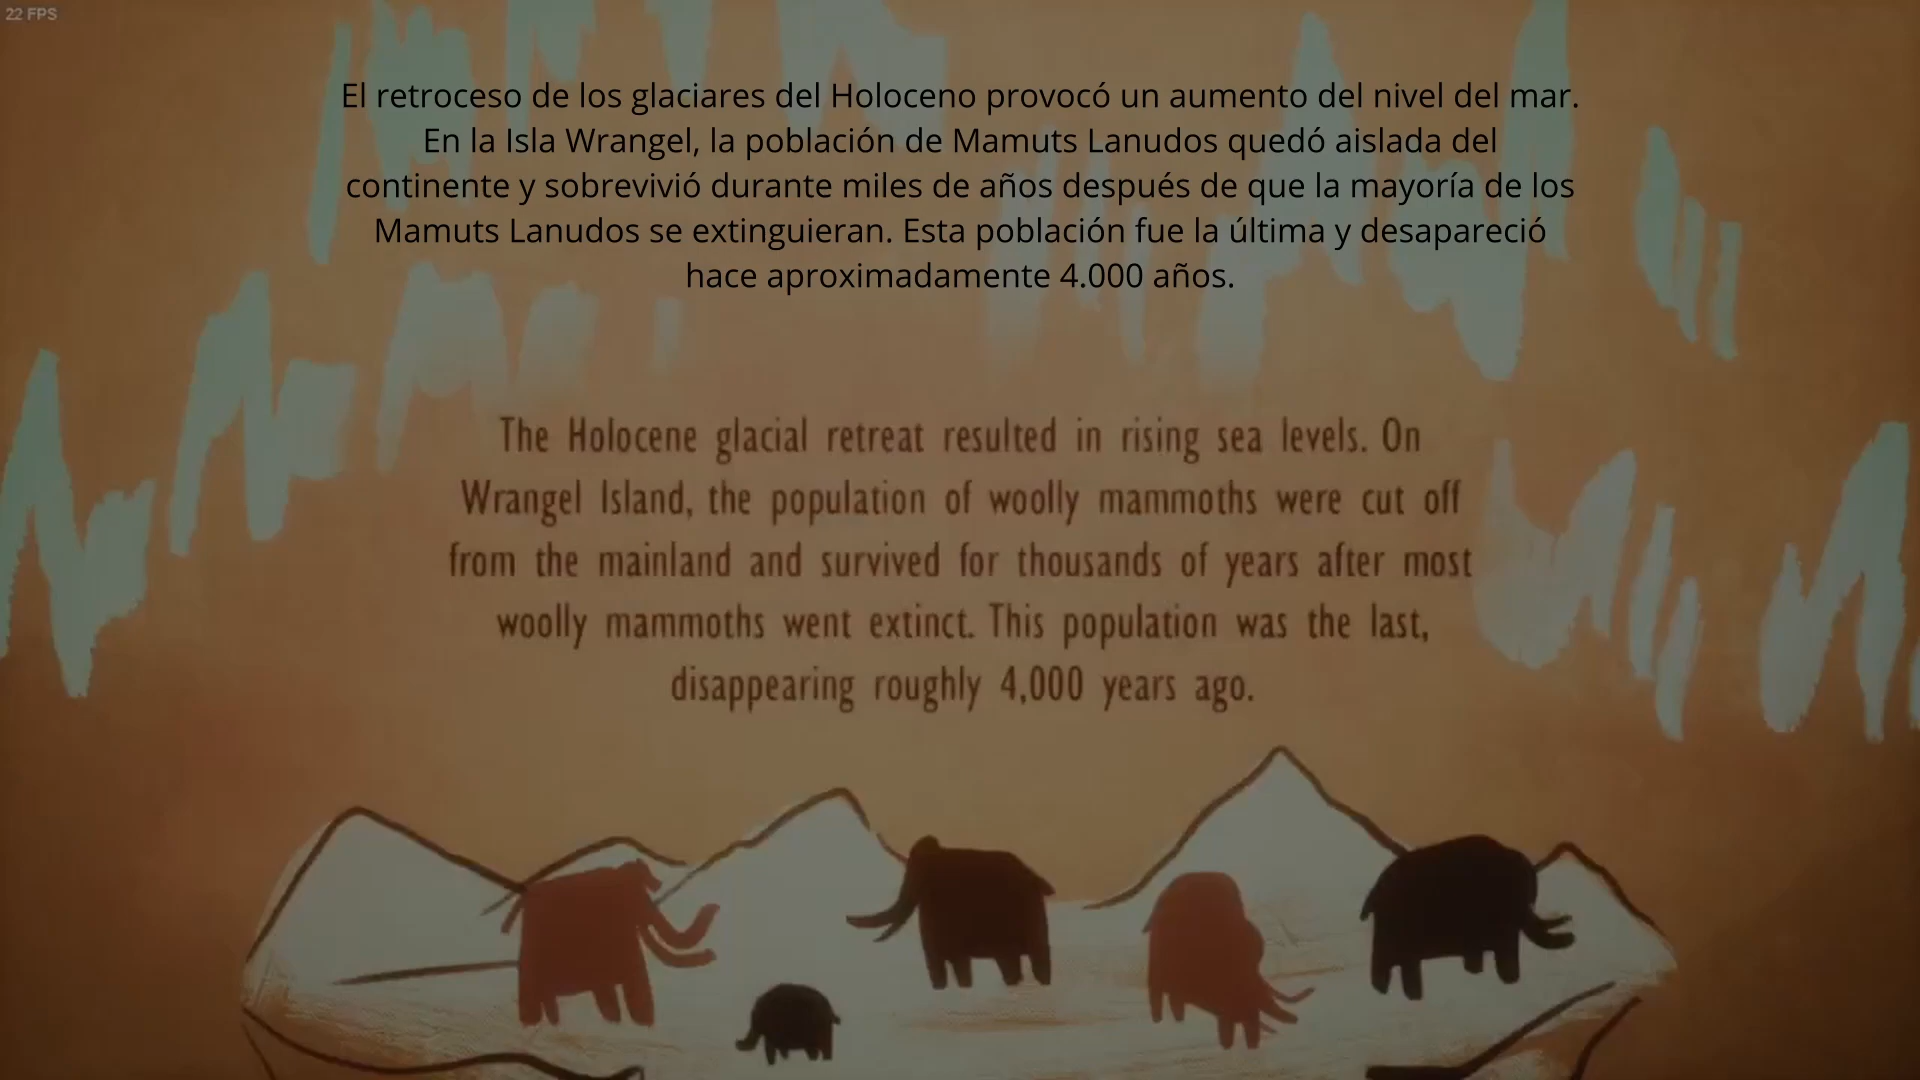 22 FPS
El retroceso de los glaciares del Holoceno provocó un aumento del nivel del mar.
En la Isla Wrangel, la población de Mamuts Lanudos quedó aislada del
continente y sobrevivió durante miles de años después de que la mayoría de los
Mamuts Lanudos se extinguieran. Esta población fue la última y desapareció
hace aproximadamente 4.000 años.
The Holocene glacial retreat resulted in rising sea levels. On
Wrangel Island, the population of woolly mammoths were cut off
from the mainland and survived for thousands of years after most
woolly mammoths went extinct. This population was the last,
disappearing roughly 4,000 years ago.